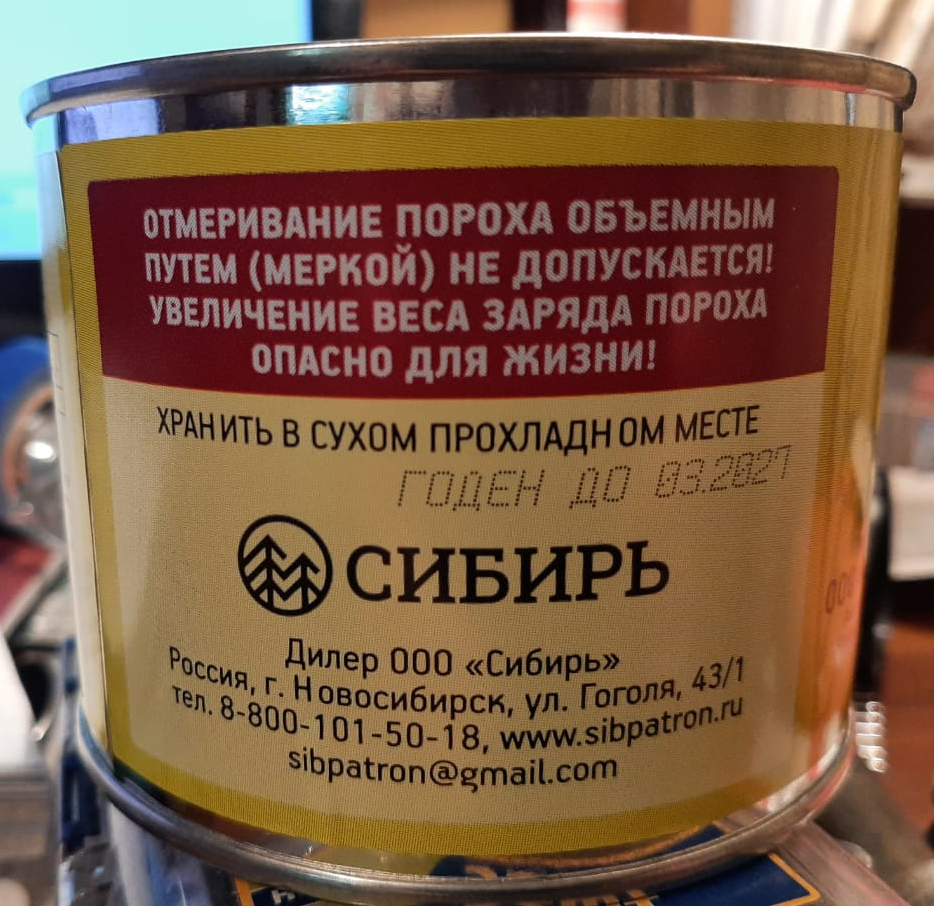 ОТМЕРИВАНИЕ ПОРОХА ОБЪЕМНЫМ
ПУТЕМ (МЕРКОЙ) НЕ ДОПУСКАЕТСЯ!
УВЕЛИЧЕНИЕ ВЕСА ЗАРЯДА ПОРОХА
ОПАСНО ДЛЯ ЖИЗНИ!
ХРАНИТЬ В СУХОМ ПРОХЛАДНОМ МЕСТЕ
ГОДЕН ДО 03.2027
СИБИРЬ
Дилер ООО «Сибирь»
Россия, г. Новосибирск, ул. Гоголя, 43/1
тел. 8-800-101-50-18, www.sibpatron.ru
sibpatron@gmail.com
ООО